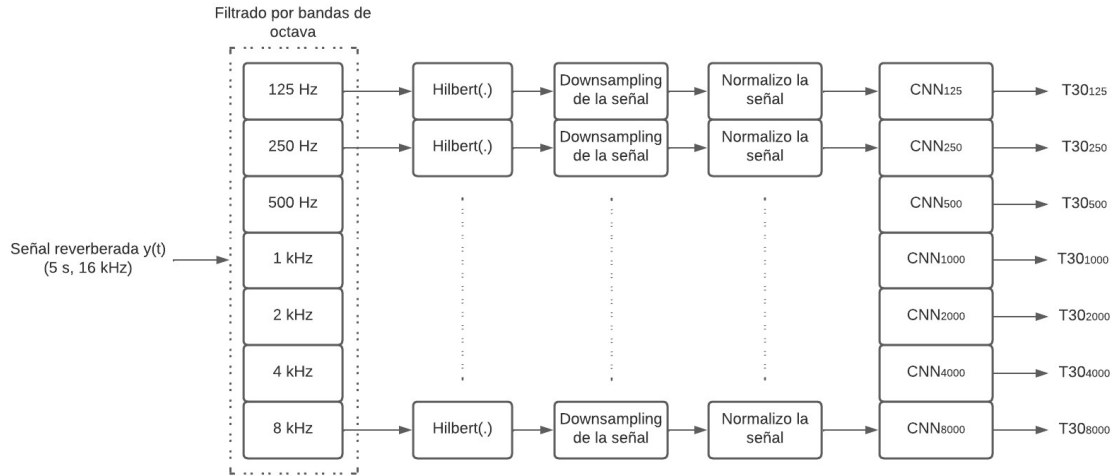 Filtrado por bandas de
octava
125 Hz
Hilbert(.)
Downsampling
de la señal
Normalizo la
señal
CNN125
T30125
250 Hz
Hilbert(.)
Downsampling
de la señal
Normalizo la
señal
CNN250
T30250
500 Hz
CNN500
T30500
Señal reverberada y(t)
(5 s, 16 kHz)
1 kHz
CNN1000
T301000
2 kHz
CNN2000
T302000
4 kHz
CNN4000
T304000
8 kHz
Hilbert(.)
Downsampling
de la señal
Normalizo la
señal
CNN8000
T308000